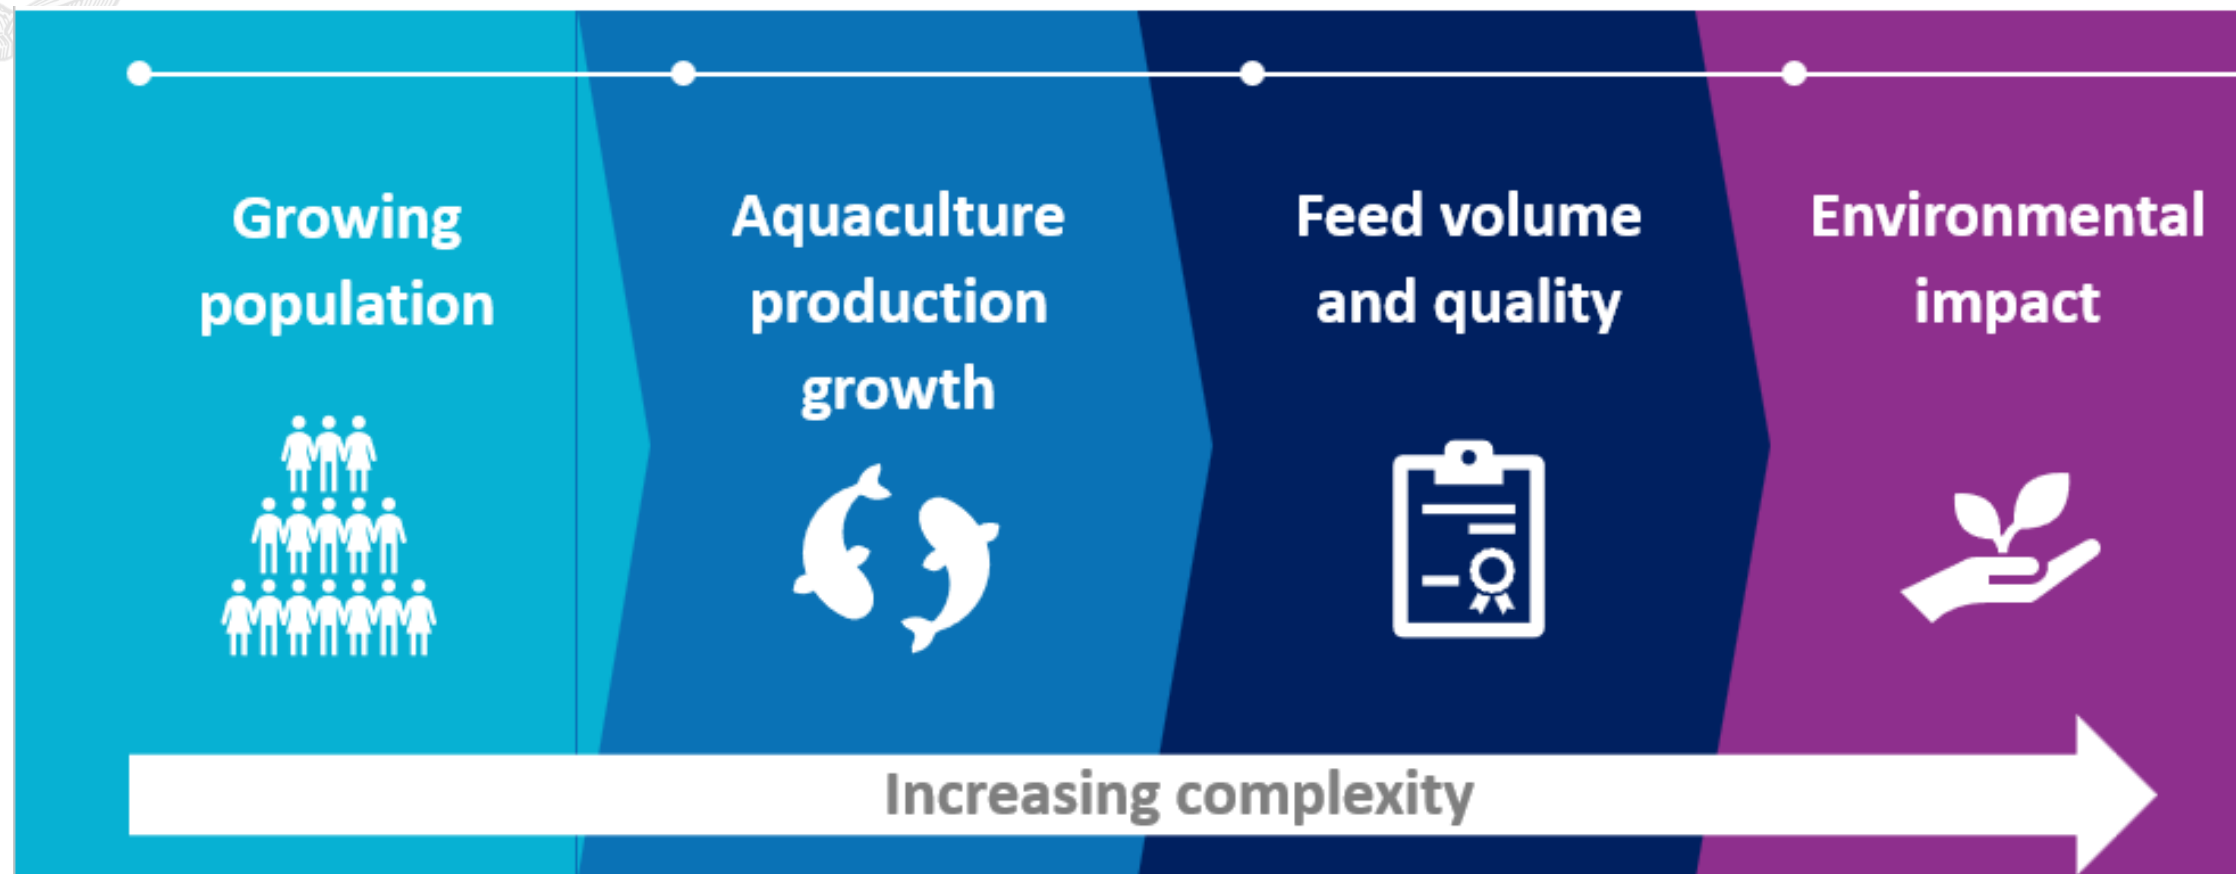 Growing
population
Aquaculture
production
growth
Feed volume
and quality
Environmental
impact
Increasing complexity